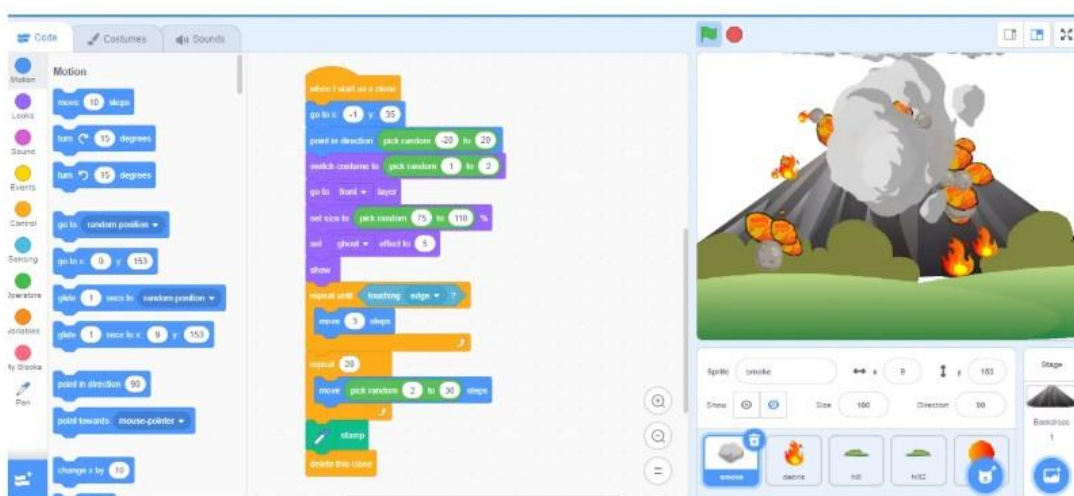 Code
Costumes
Sounds
Motion
Looks
Sound
Events
Control
Sensing
Operators
Variables
My Blocks
Pen
Motion
move 10 steps
turn 15 degrees
turn 15 degrees
go to random position
go to x: 9 y: 153
glide 1 secs to random position
glide 1 secs to x: 9 y: 153
point in direction 90
point towards mouse-pointer
change x by 10
when I start as a clone
go to x: -1 y: 35
point in direction pick random -20 to 20
switch costume to pick random 1 to 2
go to front layer
set size to pick random 75 to 110 %
set ghost effect to 5
show
repeat until touching edge ?
move 3 steps
repeat 20
move pick random 2 to 30 steps
stamp
delete this clone
Sprite smoke x 9 y 153
Show Size 100 Direction 90
Stage
Backdrops
1
smoke
debris
hill
hill2